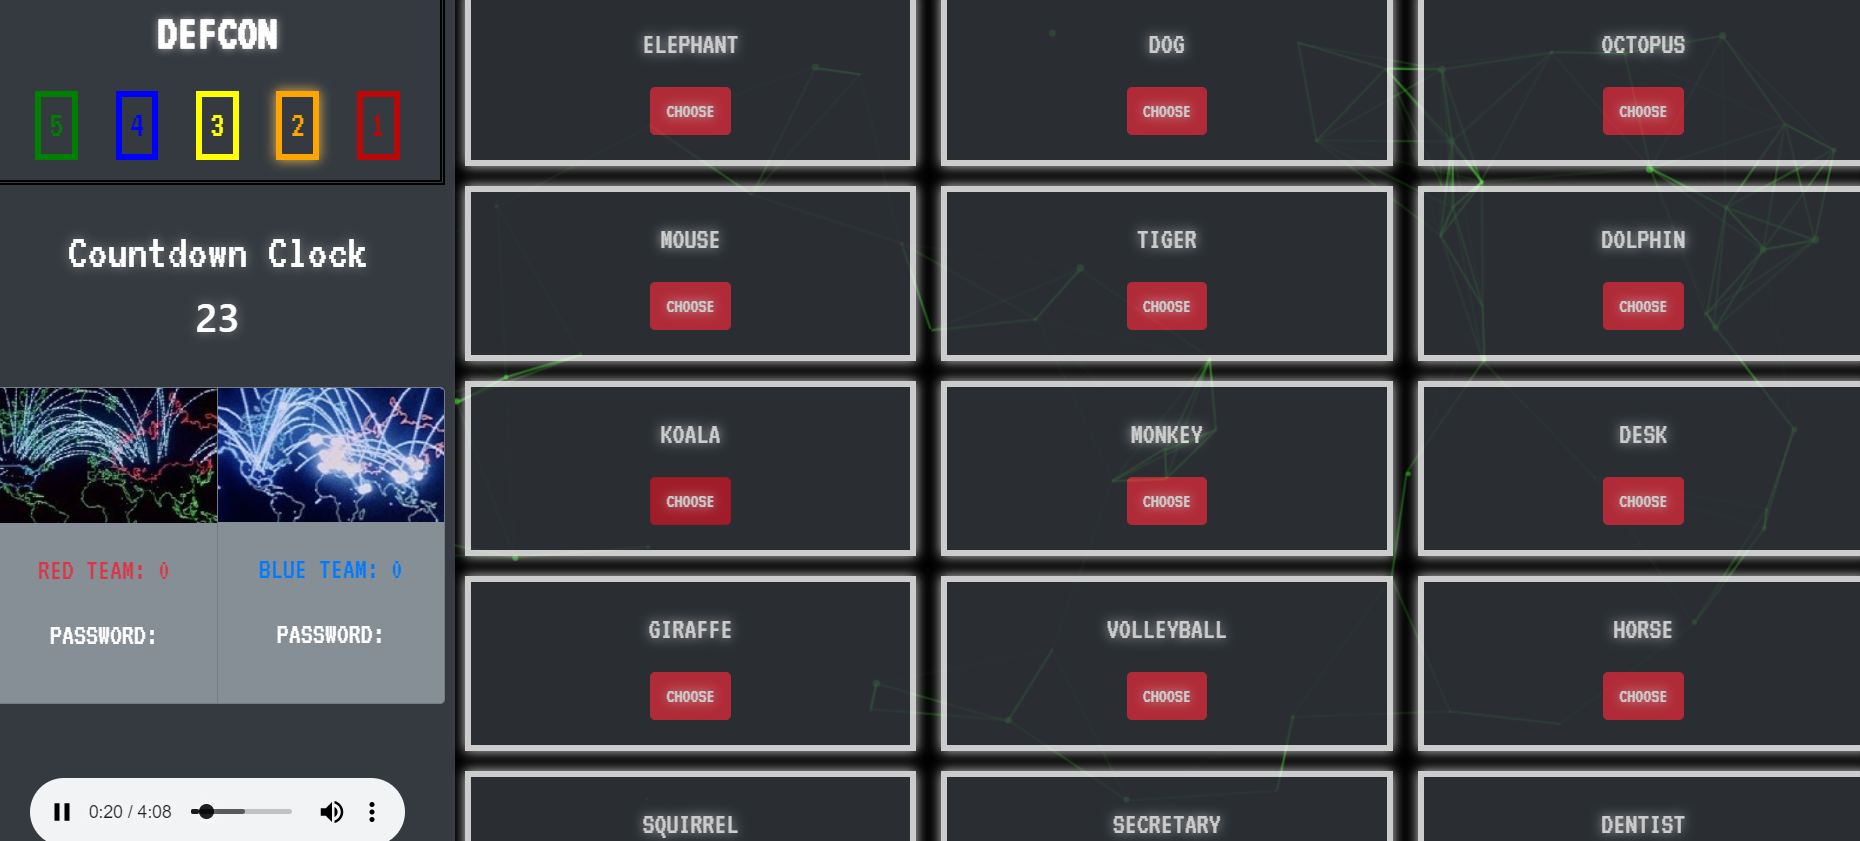 DEFCON
5 4 3 2 1
Countdown Clock
23
RED TEAM: 0
PASSWORD:
BLUE TEAM: 0
PASSWORD:
0:20 / 4:08
ELEPHANT
CHOOSE
DOG
CHOOSE
OCTOPUS
CHOOSE
MOUSE
CHOOSE
TIGER
CHOOSE
DOLPHIN
CHOOSE
KOALA
CHOOSE
MONKEY
CHOOSE
DESK
CHOOSE
GIRAFFE
CHOOSE
VOLLEYBALL
CHOOSE
HORSE
CHOOSE
SQUIRREL
SECRETARY
DENTIST